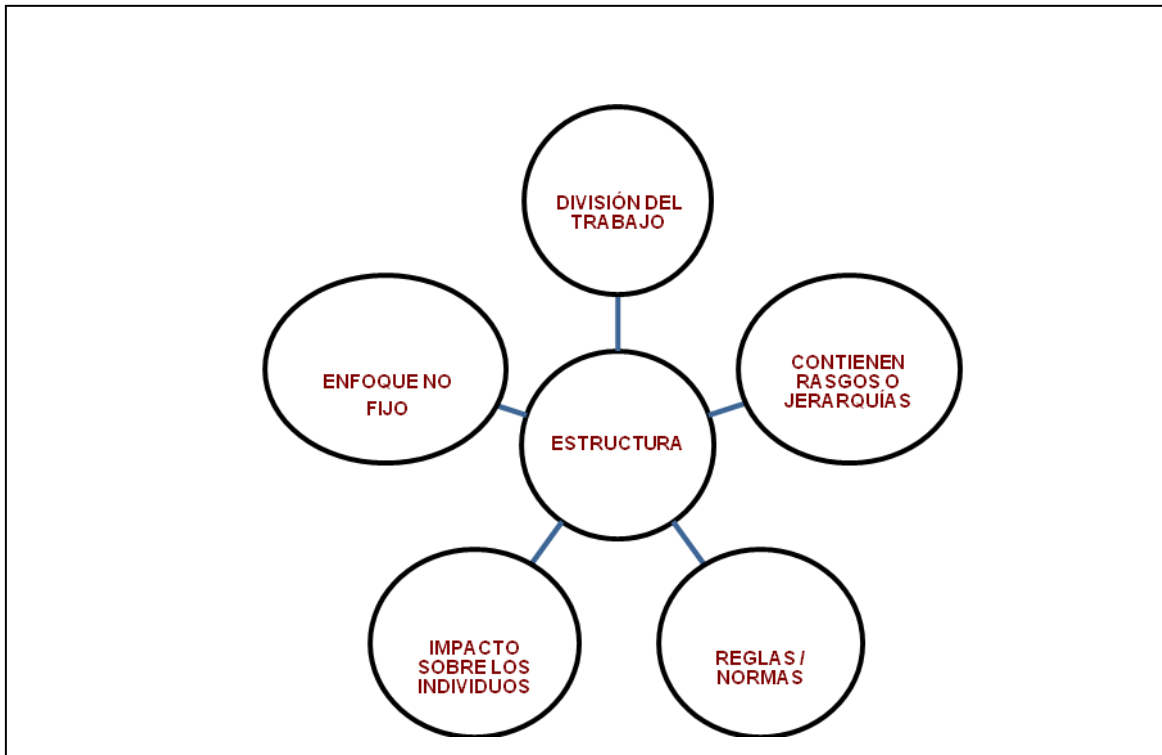 DIVISIÓN DEL
TRABAJO
CONTIENEN
RASGOS O
JERARQUÍAS
ENFOQUE NO
FIJO
ESTRUCTURA
IMPACTO
SOBRE LOS
INDIVIDUOS
REGLAS /
NORMAS